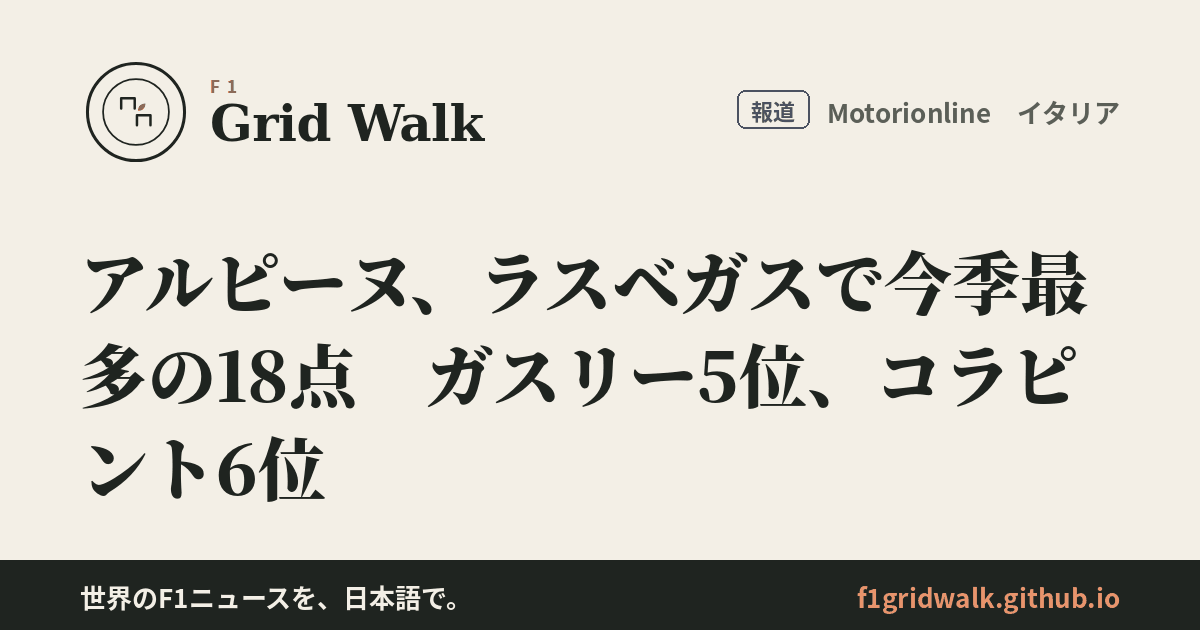 F1
Grid Walk
報道 Motorionline イタリア
アルピーヌ、ラスベガスで今季最
多の18点 ガスリー5位、コラピ
ント6位
世界のF1ニュースを、日本語で。
f1gridwalk.github.io